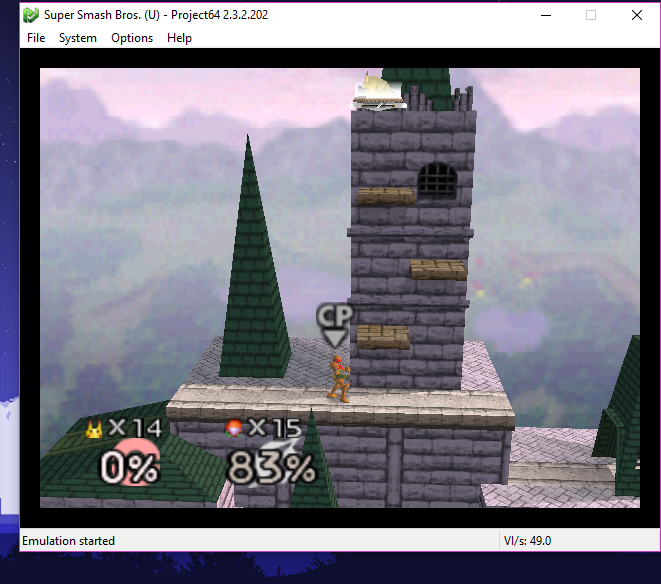 Super Smash Bros. (U) - Project64 2.3.2.202
File System Options Help
CP
X 14 X 15
0% 83%
Emulation started VI/s: 49.0